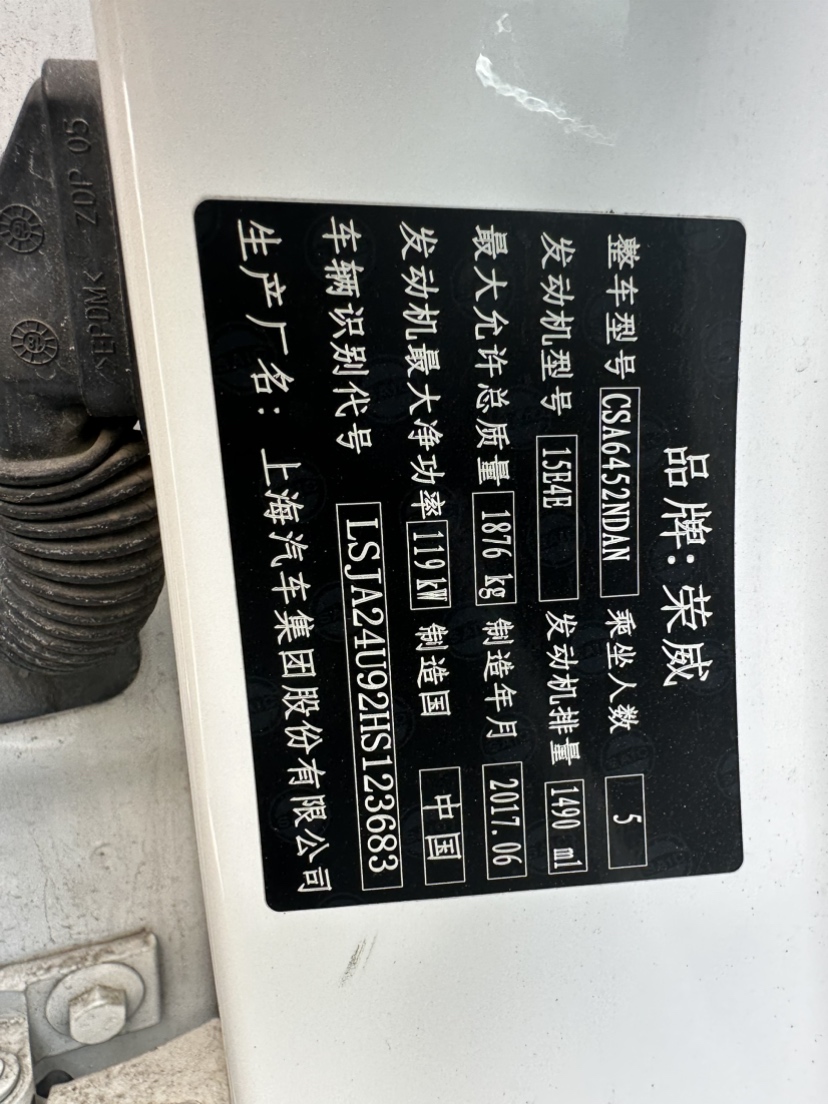 品牌:荣威
整车型号 CSA6452NDAN 乘坐人数 5
发动机型号 15E4E 发动机排量 1490 ml
最大允许总质量 1876 kg 制造年月 2017.06
发动机最大净功率 119 kW 制造国 中国
车辆识别代号 LSJA24U92HS123683
生产厂名: 上海汽车集团股份有限公司
ZDP 05
>EPDM<